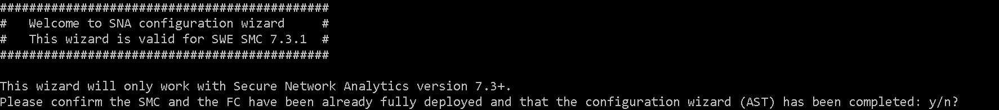 #############################################
#   Welcome to SNA configuration wizard     #
#   This wizard is valid for SWE SMC 7.3.1  #
#############################################
This wizard will only work with Secure Network Analytics version 7.3+.
Please confirm the SMC and the FC have been already fully deployed and that the configuration wizard (AST) has been completed: y/n?